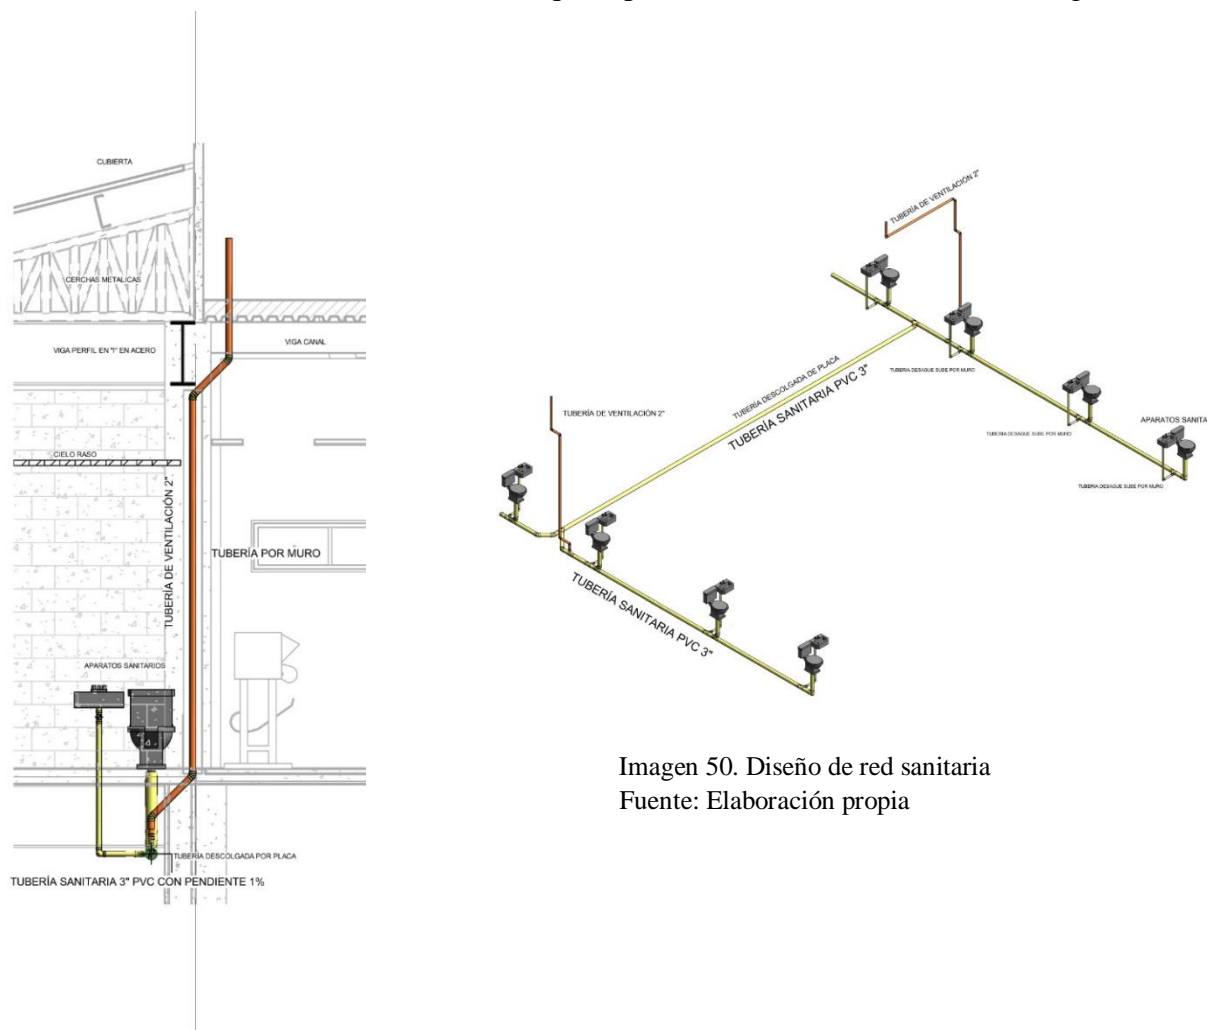 CUBIERTA
CERCHAS METALICAS
VIGA PERFIL EN "I" EN ACERO
VIGA CANAL
CIELO RASO
TUBERÍA DE VENTILACIÓN 2"
TUBERÍA POR MURO
APARATOS SANITARIOS
TUBERÍA DESCOLGADA POR PLACA
TUBERÍA SANITARIA 3" PVC CON PENDIENTE 1%
TUBERÍA DE VENTILACIÓN 2"
TUBERÍA DESCOLGADA DE PLACA
TUBERÍA SANITARIA PVC 3"
TUBERIA DESAGUE SUBE POR MURO
TUBERÍA DE VENTILACIÓN 2"
APARATOS SANITA
TUBERIA DESAGUE SUBE POR MURO
TUBERIA DESAGUE SUBE POR MURO
TUBERÍA SANITARIA PVC 3"
Imagen 50. Diseño de red sanitaria
Fuente: Elaboración propia